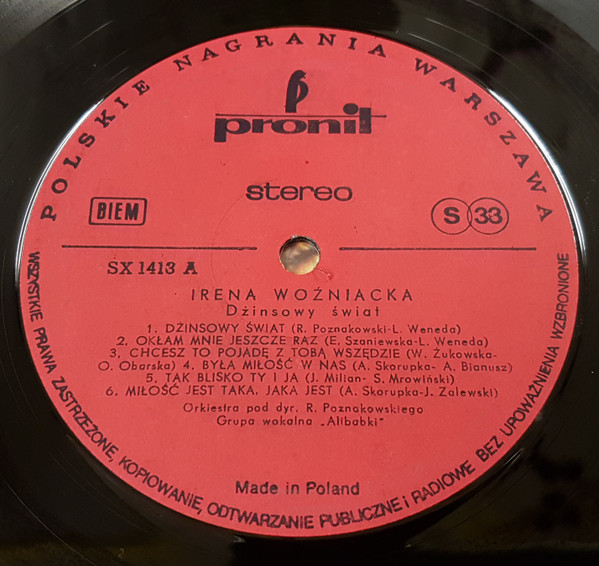 POLSKIE NAGRANIA WARSZAWA
pronit
stereo
BIEM
S 33
SX 1413 A
IRENA WOŹNIACKA
Dżinsowy świat
1. DŻINSOWY ŚWIAT (R. Poznakowski-L. Weneda)
2. OKŁAM MNIE JESZCZE RAZ (E. Szaniewska-L. Weneda)
3. CHCESZ TO POJADĘ Z TOBĄ WSZĘDZIE (W. Żukowska-
O. Obarska) 4. BYŁA MIŁOŚĆ W NAS (A. Skorupka- A. Bianusz)
5. TAK BLISKO TY I JA (J. Milian- S. Mrowiński)
6. MIŁOŚĆ JEST TAKA, JAKA JEST (A. Skorupka-J. Zalewski)
Orkiestra pod dyr. R. Poznakowskiego
Grupa wokalna „Alibabki"
Made in Poland
WSZYSTKIE PRAWA ZASTRZEŻONE, KOPIOWANIE, ODTWARZANIE PUBLICZNE i RADIOWE BEZ UPOWAŻNIENIA WZBRONIONE